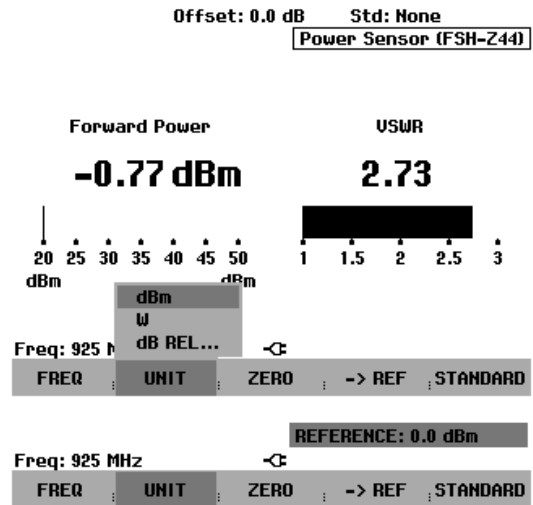 Offset: 0.0 dB Std: None
Power Sensor (FSH-Z44)
Forward Power VSWR
-0.77 dBm 2.73
20 25 30 35 40 45 50 1 1.5 2 2.5 3
dBm dBm
dBm
W
dB REL...
Freq: 925 M
FREQ UNIT ZERO -> REF STANDARD
REFERENCE: 0.0 dBm
Freq: 925 MHz
FREQ UNIT ZERO -> REF STANDARD